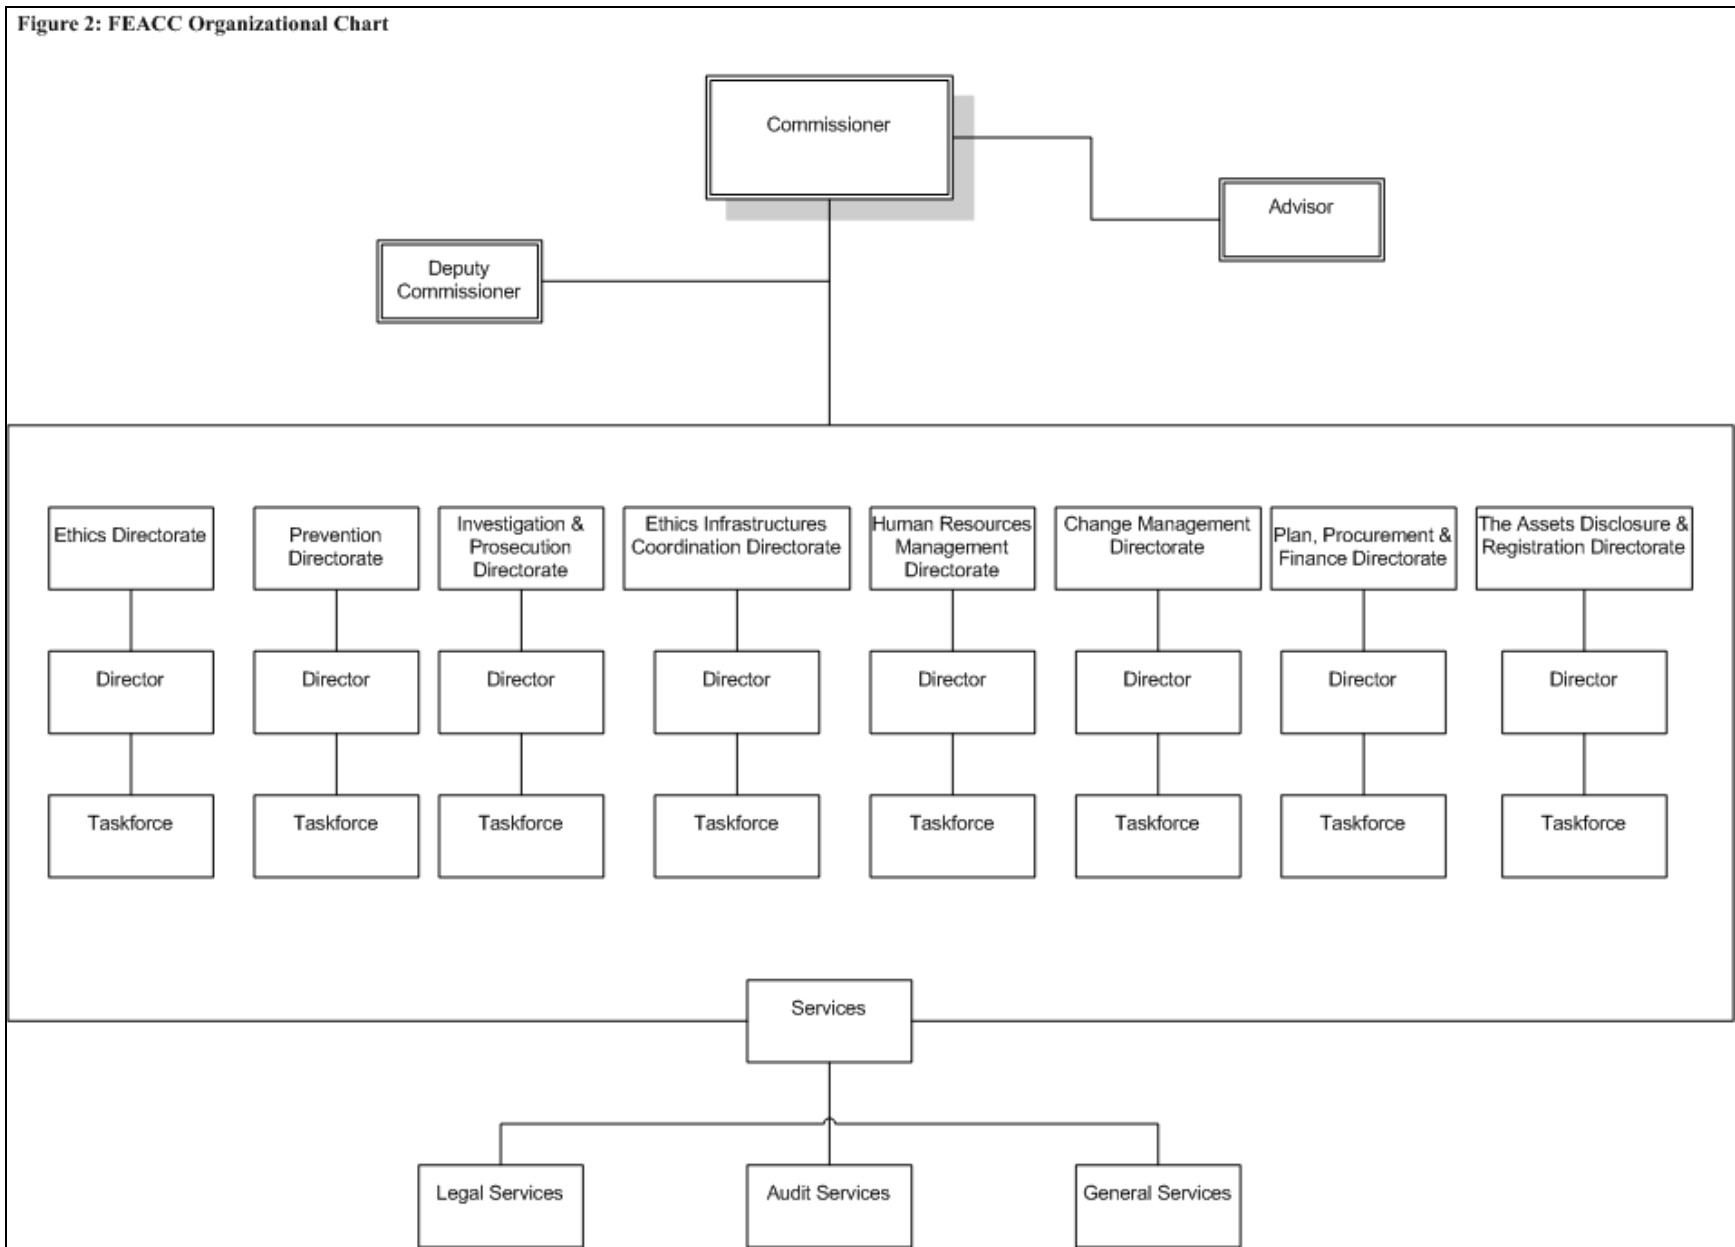 Figure 2: FEACC Organizational Chart
Commissioner
Advisor
Deputy
Commissioner
Ethics Directorate
Prevention
Directorate
Investigation &
Prosecution
Directorate
Ethics Infrastructures
Coordination Directorate
Human Resources
Management
Directorate
Change Management
Directorate
Plan, Procurement &
Finance Directorate
The Assets Disclosure &
Registration Directorate
Director
Director
Director
Director
Director
Director
Director
Director
Taskforce
Taskforce
Taskforce
Taskforce
Taskforce
Taskforce
Taskforce
Taskforce
Services
Legal Services
Audit Services
General Services